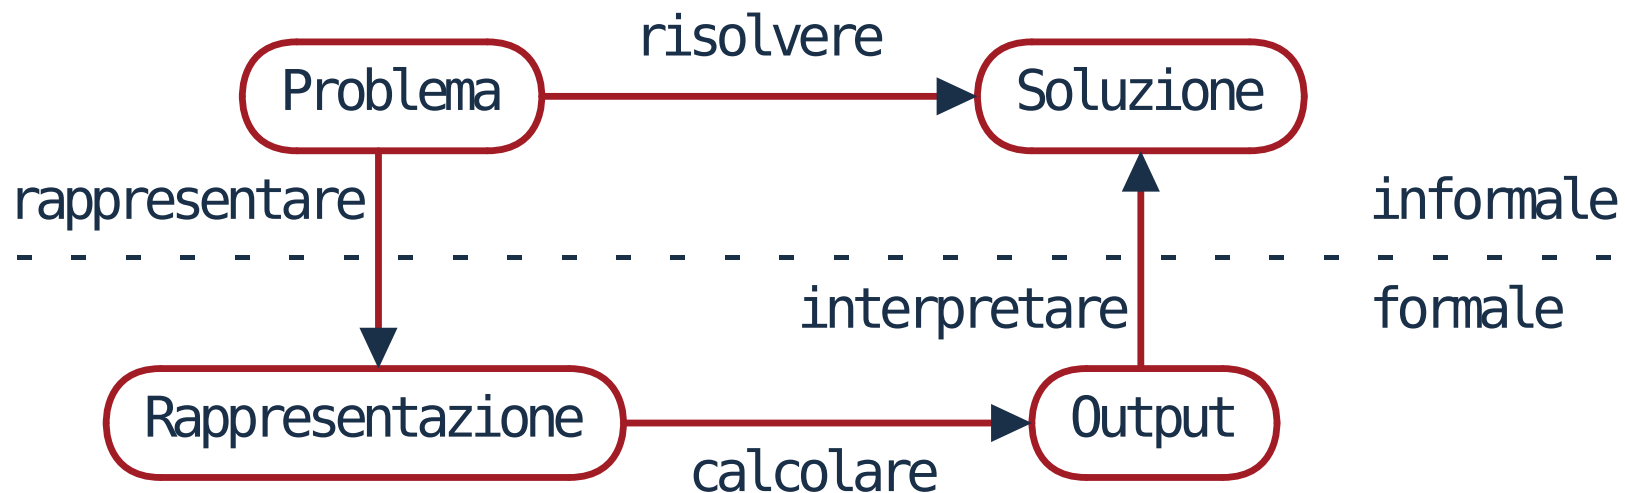 risolvere
Problema
Soluzione
rappresentare
informale
interpretare
formale
Rappresentazione
Output
calcolare